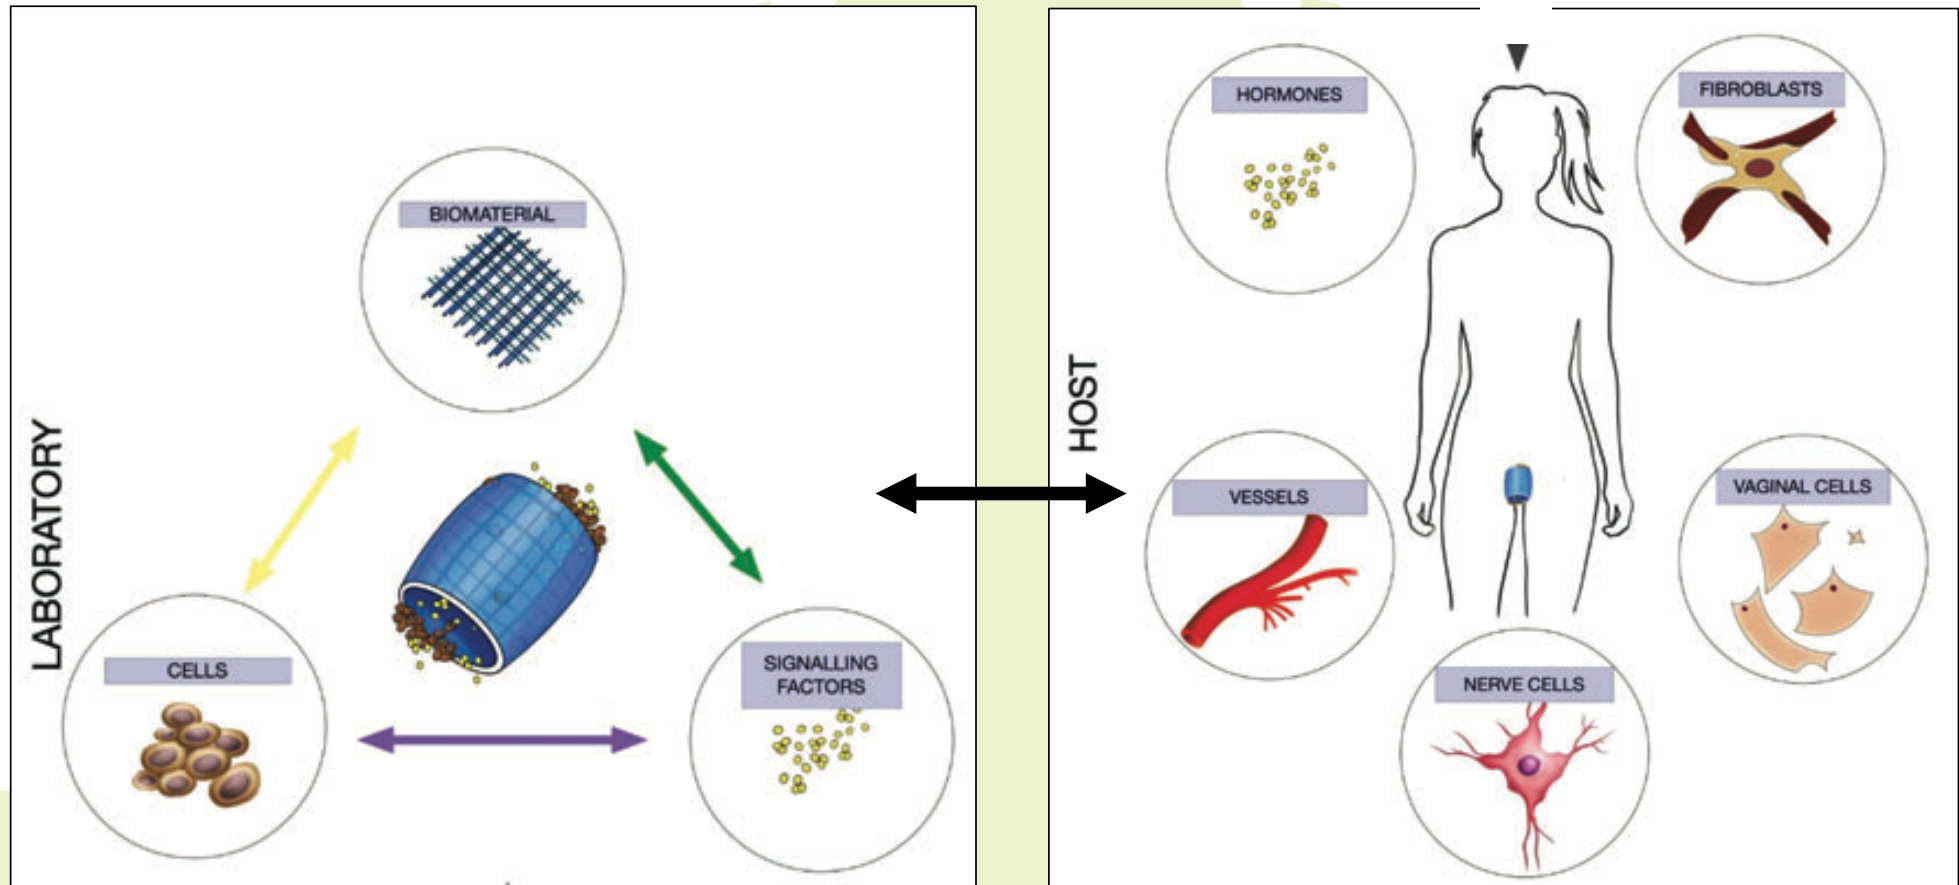 LABORATORY
BIOMATERIAL
CELLS
SIGNALLING
FACTORS
HOST
HORMONES
FIBROBLASTS
VESSELS
VAGINAL CELLS
NERVE CELLS